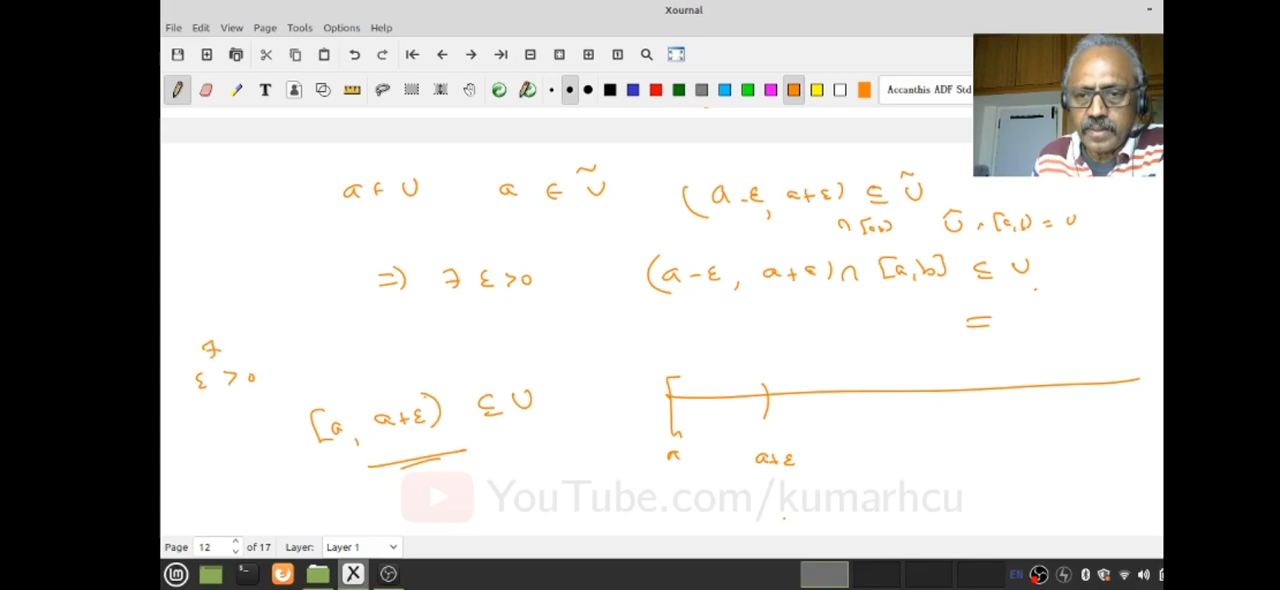 Xournal
File Edit View Page Tools Options Help
Accanthis ADF Std
a ∈ U a ∈ Ũ (a-ε, a+ε) ⊆ Ũ
∩ [a,b] Ũ ∩ [a,b] = U
⇒) ∃ ε>0 (a-ε, a+ε) ∩ [a,b] ⊆ U.
=
∃
ε > 0
[a, a+ε) ⊆ U
a a+ε
YouTube.com/kumarhcu
Page 12 of 17 Layer: Layer 1
EN